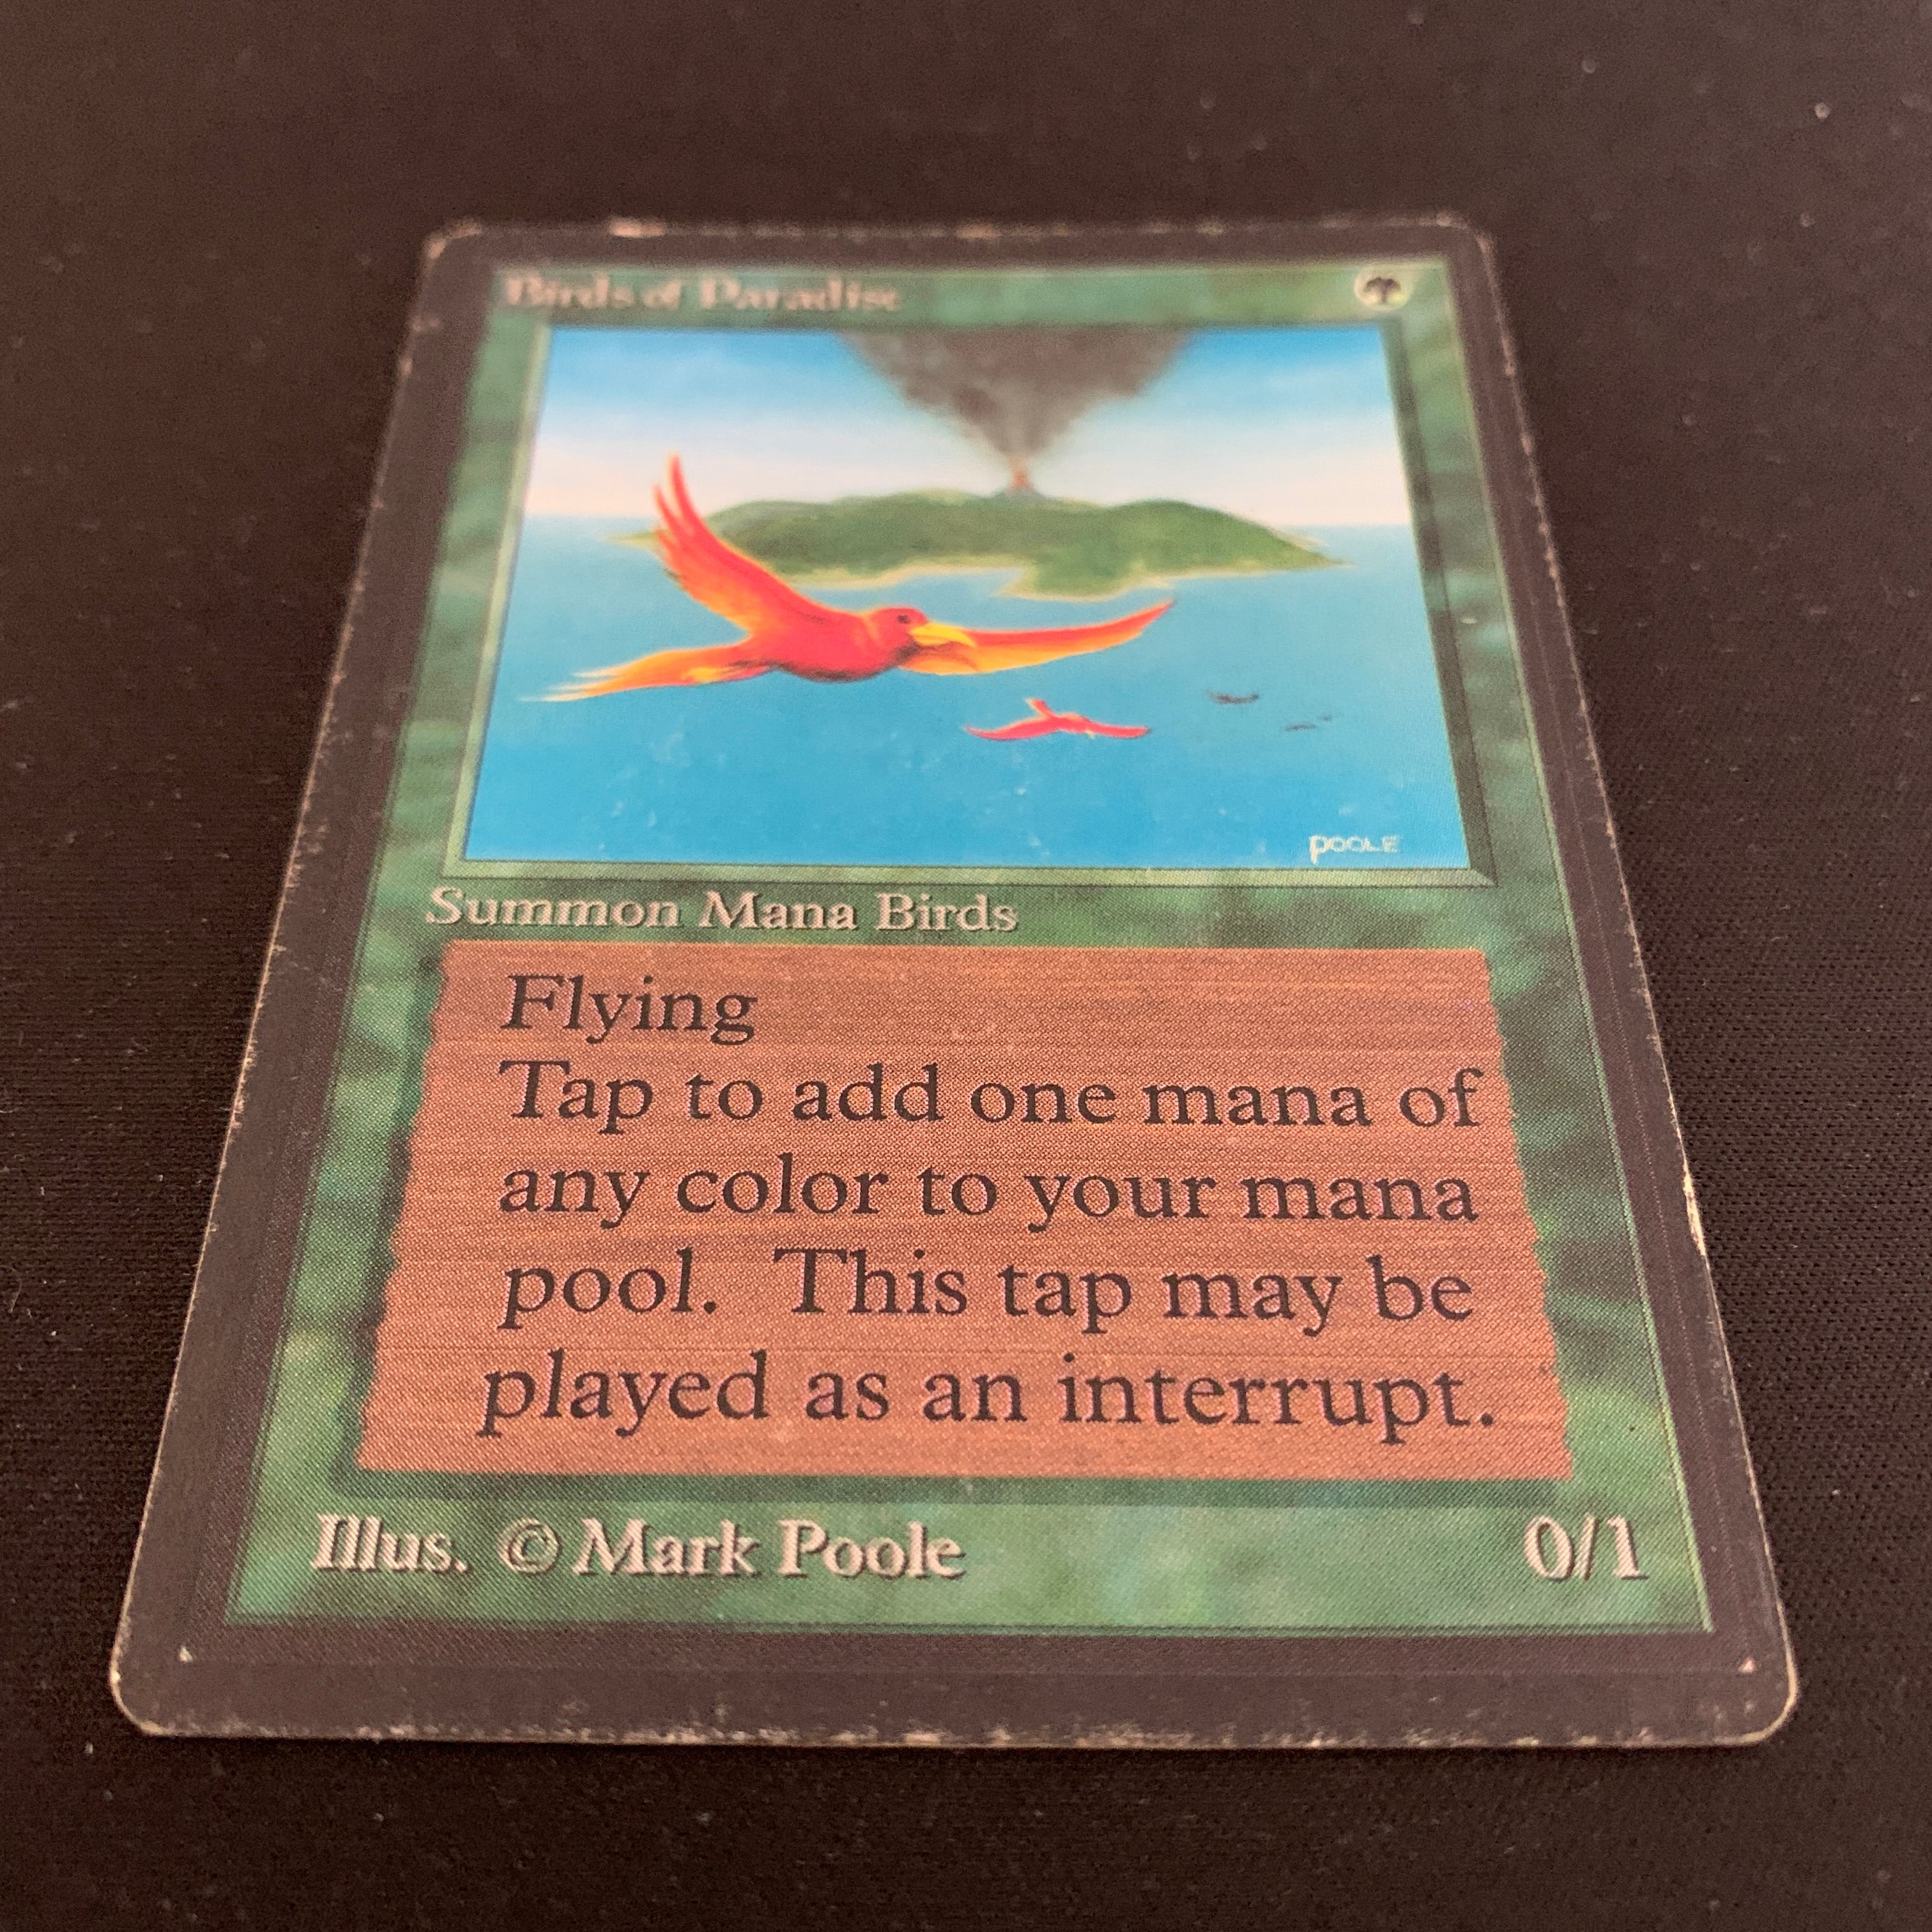 Birds of Paradise
POOLE
Summon Mana Birds
Flying
Tap to add one mana of
any color to your mana
pool. This tap may be
played as an interrupt.
Illus. © Mark Poole
0/1